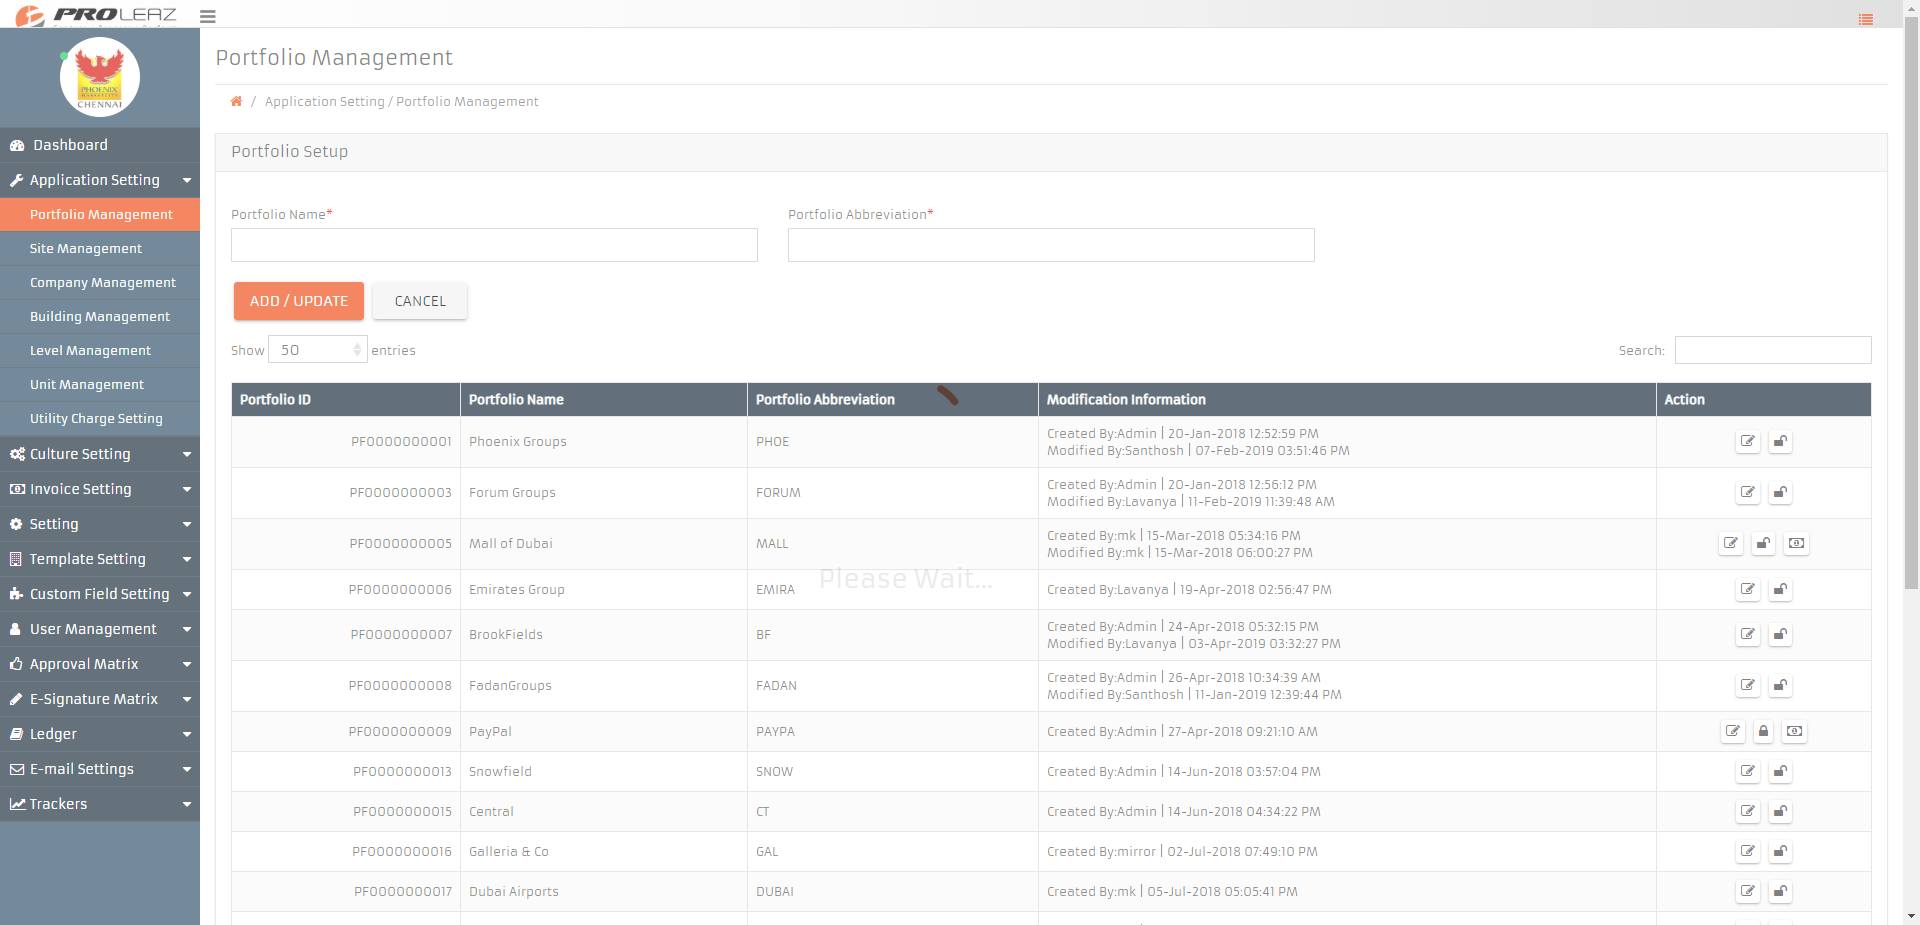 PROLEAZ
Portfolio Management
PHOENIX
MARKETCITY
CHENNAI
/ Application Setting / Portfolio Management
Dashboard
Application Setting
Portfolio Management
Site Management
Company Management
Building Management
Level Management
Unit Management
Utility Charge Setting
Culture Setting
Invoice Setting
Setting
Template Setting
Custom Field Setting
User Management
Approval Matrix
E-Signature Matrix
Ledger
E-mail Settings
Trackers
Portfolio Setup
Portfolio Name* Portfolio Abbreviation*
ADD / UPDATE CANCEL
Show 50 entries Search:
Portfolio ID Portfolio Name Portfolio Abbreviation Modification Information Action
PF0000000001 Phoenix Groups PHOE Created By:Admin | 20-Jan-2018 12:52:59 PM
Modified By:Santhosh | 07-Feb-2019 03:51:46 PM
PF0000000003 Forum Groups FORUM Created By:Admin | 20-Jan-2018 12:56:12 PM
Modified By:Lavanya | 11-Feb-2019 11:39:48 AM
PF0000000005 Mall of Dubai MALL Created By:mk | 15-Mar-2018 05:34:16 PM
Modified By:mk | 15-Mar-2018 06:00:27 PM
Please Wait...
PF0000000006 Emirates Group EMIRA Created By:Lavanya | 19-Apr-2018 02:56:47 PM
PF0000000007 BrookFields BF Created By:Admin | 24-Apr-2018 05:32:15 PM
Modified By:Lavanya | 03-Apr-2019 03:32:27 PM
PF0000000008 FadanGroups FADAN Created By:Admin | 26-Apr-2018 10:34:39 AM
Modified By:Santhosh | 11-Jan-2019 12:39:44 PM
PF0000000009 PayPal PAYPA Created By:Admin | 27-Apr-2018 09:21:10 AM
PF0000000013 Snowfield SNOW Created By:Admin | 14-Jun-2018 03:57:04 PM
PF0000000015 Central CT Created By:Admin | 14-Jun-2018 04:34:22 PM
PF0000000016 Galleria & Co GAL Created By:mirror | 02-Jul-2018 07:49:10 PM
PF0000000017 Dubai Airports DUBAI Created By:mk | 05-Jul-2018 05:05:41 PM